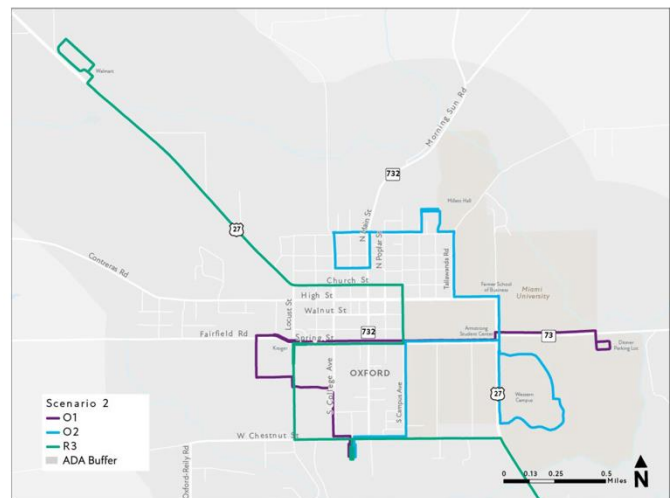 Walmart
Morning Sun Rd
732
Millett Hall
27
N Main St
N Poplar St
Tallawanda Rd
Contreras Rd
Church St
Farmer School
of Business
Miami
University
High St
Locust St
Walnut St
Fairfield Rd
732
Spring St
Armstrong
Student Center
73
Kroger
Ditmer
Parking Lot
OXFORD
S College Ave
S Campus Ave
27
Western
Campus
Scenario 2
O1
O2
R3
ADA Buffer
W Chestnut St
Oxford-Reily Rd
N
0 0.13 0.25 0.5
Miles